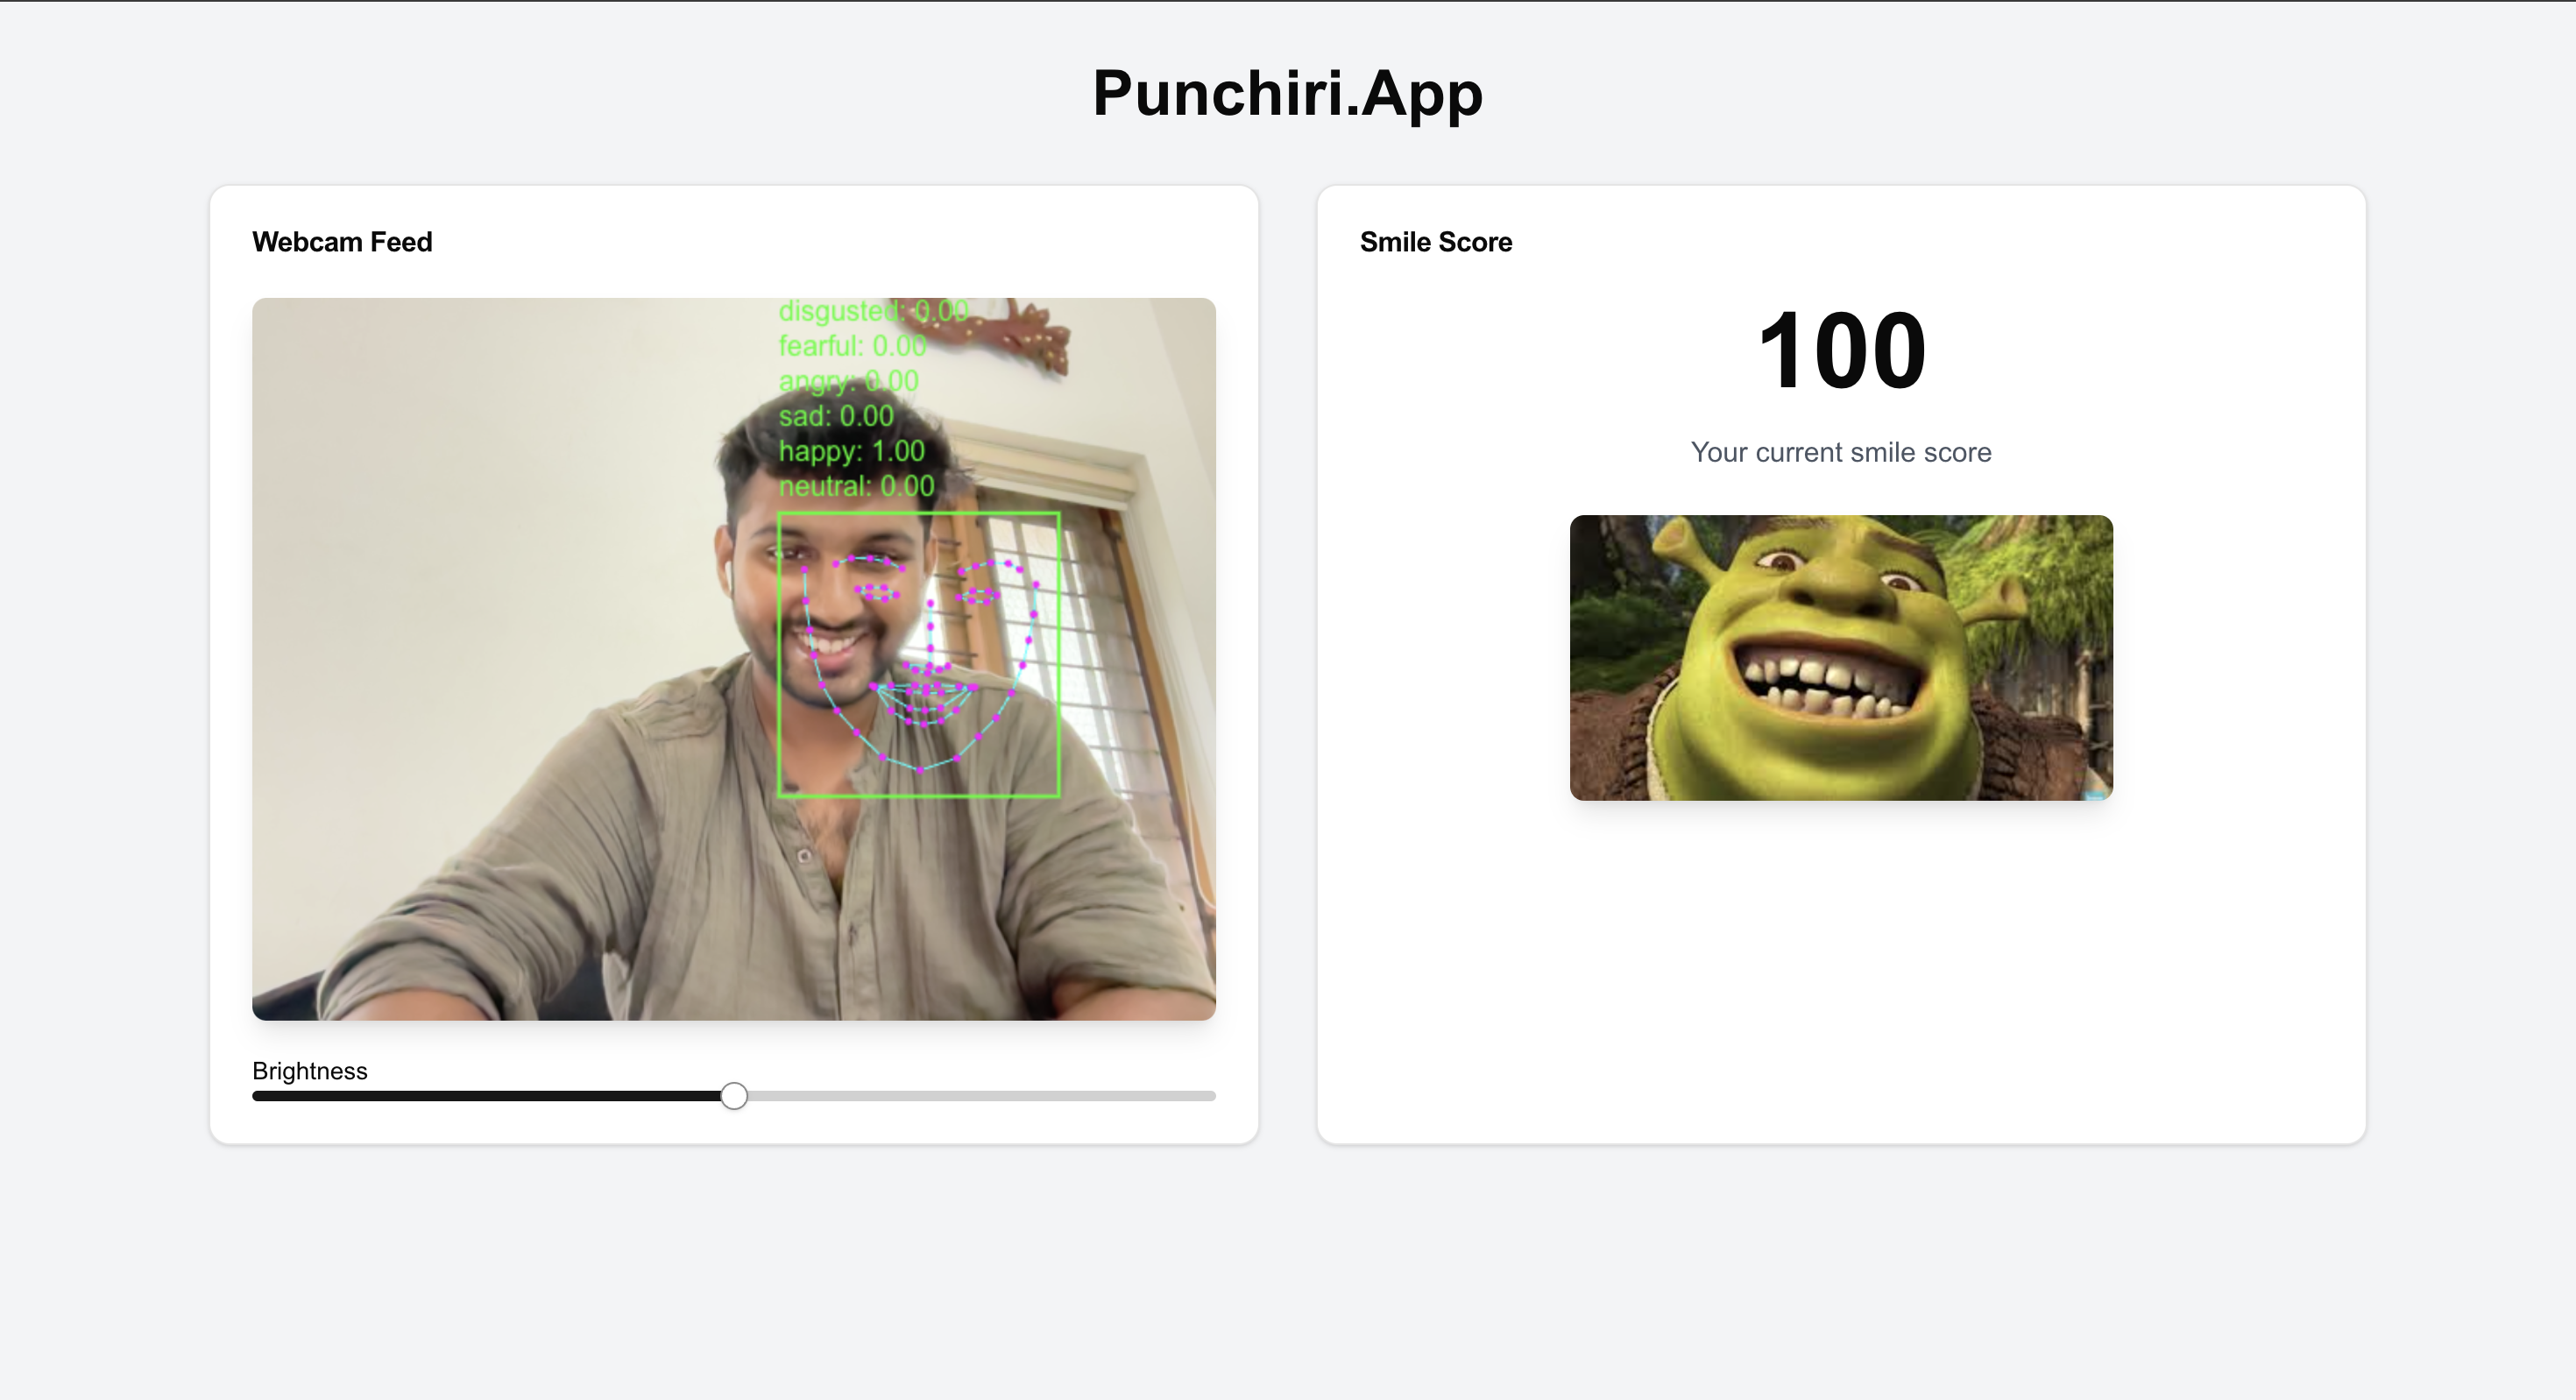 Punchiri.App
Webcam Feed
disgusted: 0.00
fearful: 0.00
angry: 0.00
sad: 0.00
happy: 1.00
neutral: 0.00
Brightness
Smile Score
100
Your current smile score